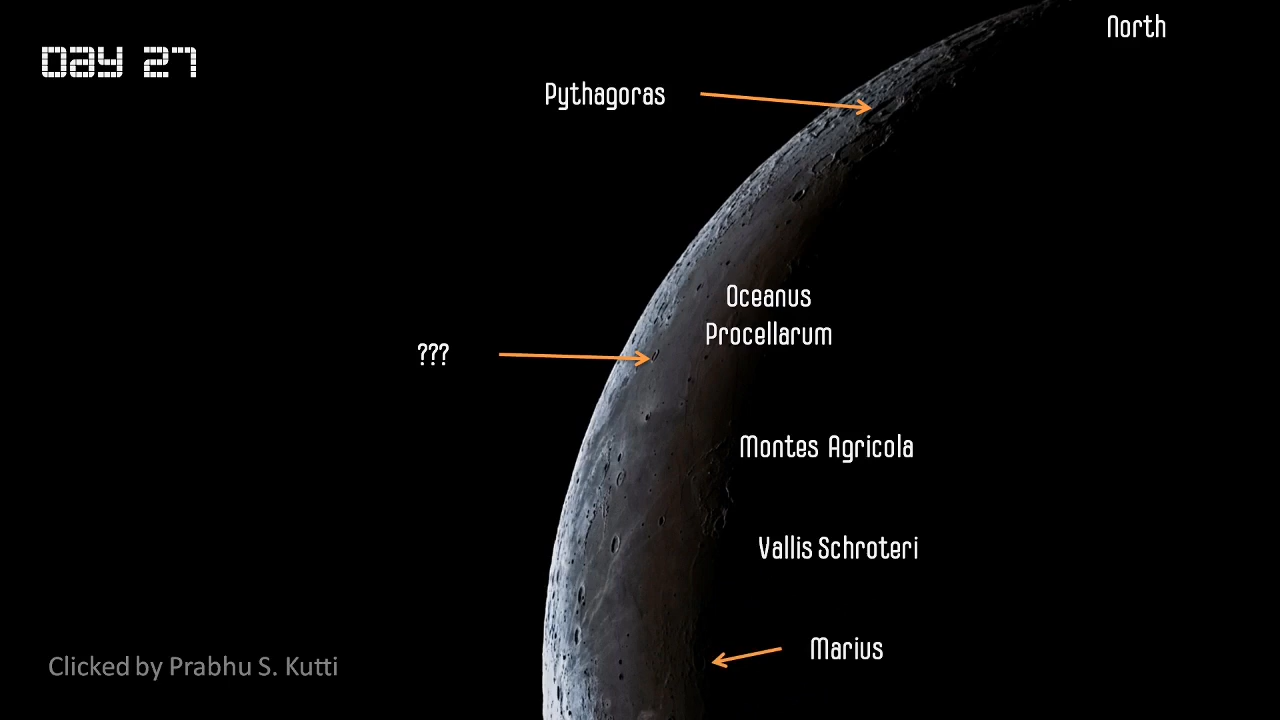 Day 27
North
Pythagoras
Oceanus
Procellarum
???
Montes Agricola
Vallis Schroteri
Marius
Clicked by Prabhu S. Kutti